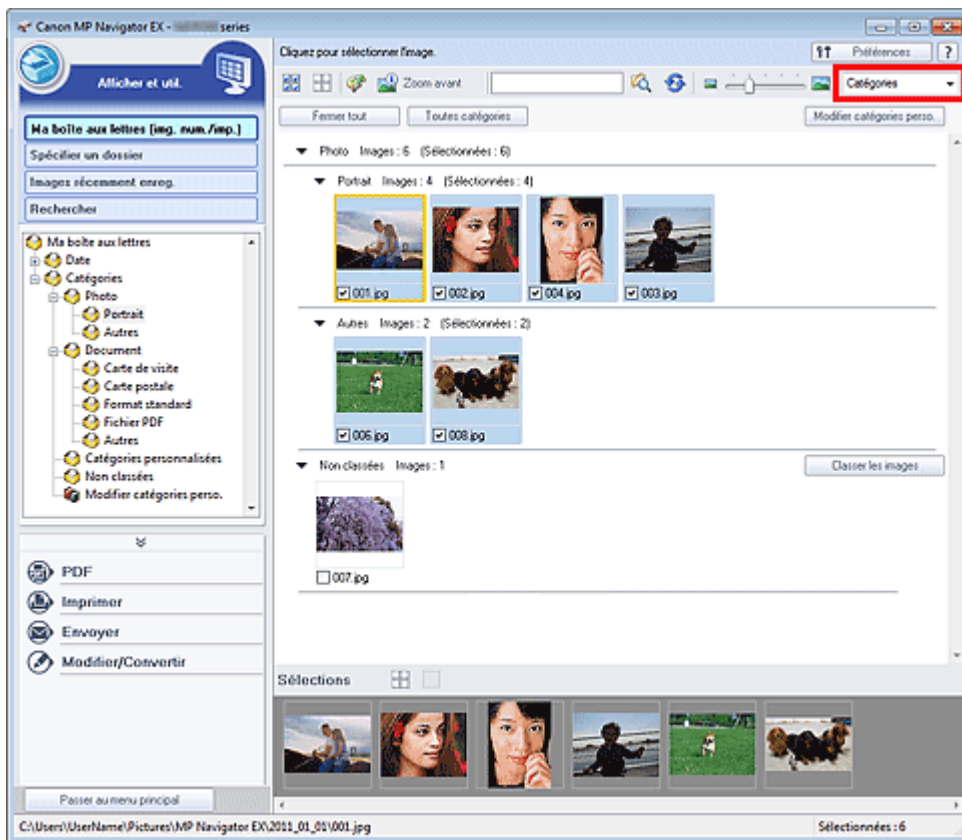 Canon MP Navigator EX - series
Cliquez pour sélectionner l'image.
Préférences
?
Afficher et util.
Zoom avant
Catégories
Fermer tout
Toutes catégories
Modifier catégories perso.
Ma boîte aux lettres (img. num./imp.)
Spécifier un dossier
Images récemment enreg.
Rechercher
Ma boîte aux lettres
Date
Catégories
Photo
Portrait
Autres
Document
Carte de visite
Carte postale
Format standard
Fichier PDF
Autres
Catégories personnalisées
Non classées
Modifier catégories perso.
PDF
Imprimer
Envoyer
Modifier/Convertir
Passer au menu principal
Photo Images : 6 (Sélectionnées : 6)
Portrait Images : 4 (Sélectionnées : 4)
001.jpg
002.jpg
004.jpg
003.jpg
Autres Images : 2 (Sélectionnées : 2)
006.jpg
008.jpg
Non classées Images : 1
Classer les images
007.jpg
Sélections
C:\Users\UserName\Pictures\MP Navigator EX\2011_01_01\001.jpg
Sélectionnées : 6